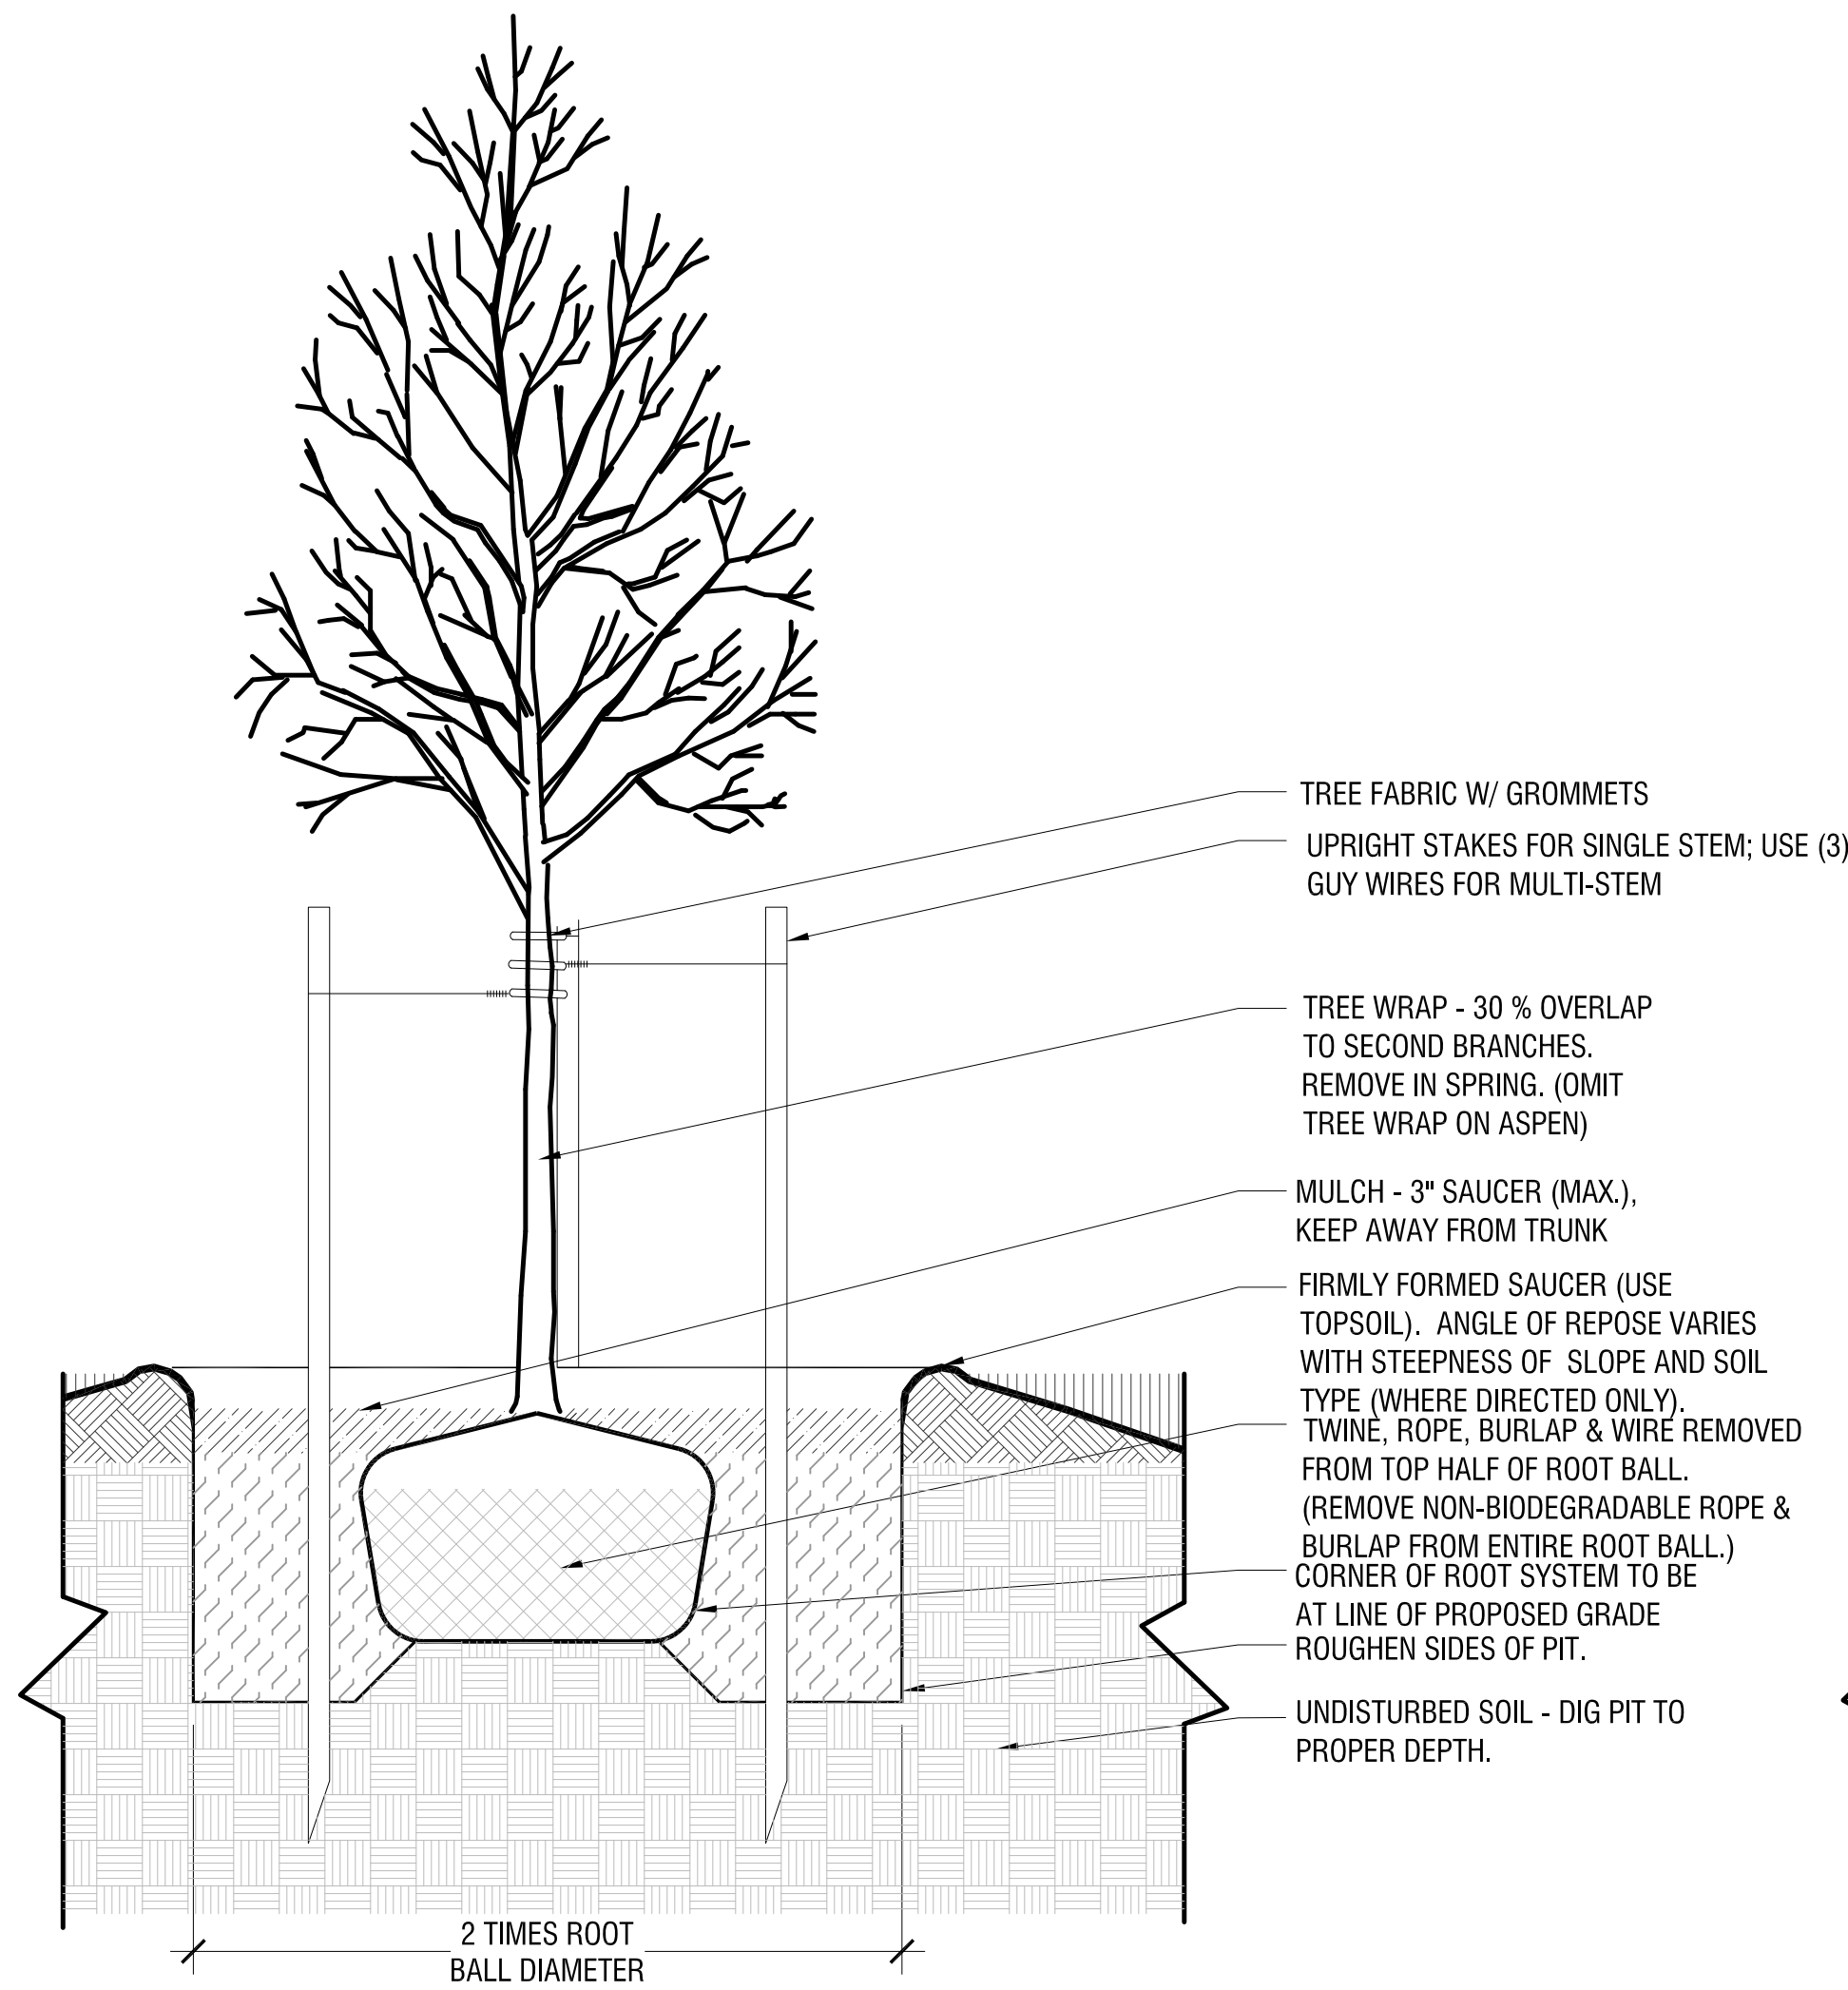 TREE FABRIC W/ GROMMETS
UPRIGHT STAKES FOR SINGLE STEM; USE (3)
GUY WIRES FOR MULTI-STEM
TREE WRAP - 30 % OVERLAP
TO SECOND BRANCHES.
REMOVE IN SPRING. (OMIT
TREE WRAP ON ASPEN)
MULCH - 3" SAUCER (MAX.),
KEEP AWAY FROM TRUNK
FIRMLY FORMED SAUCER (USE
TOPSOIL). ANGLE OF REPOSE VARIES
WITH STEEPNESS OF SLOPE AND SOIL
TYPE (WHERE DIRECTED ONLY).
TWINE, ROPE, BURLAP & WIRE REMOVED
FROM TOP HALF OF ROOT BALL.
(REMOVE NON-BIODEGRADABLE ROPE &
BURLAP FROM ENTIRE ROOT BALL.)
CORNER OF ROOT SYSTEM TO BE
AT LINE OF PROPOSED GRADE
ROUGHEN SIDES OF PIT.
UNDISTURBED SOIL - DIG PIT TO
PROPER DEPTH.
2 TIMES ROOT
BALL DIAMETER